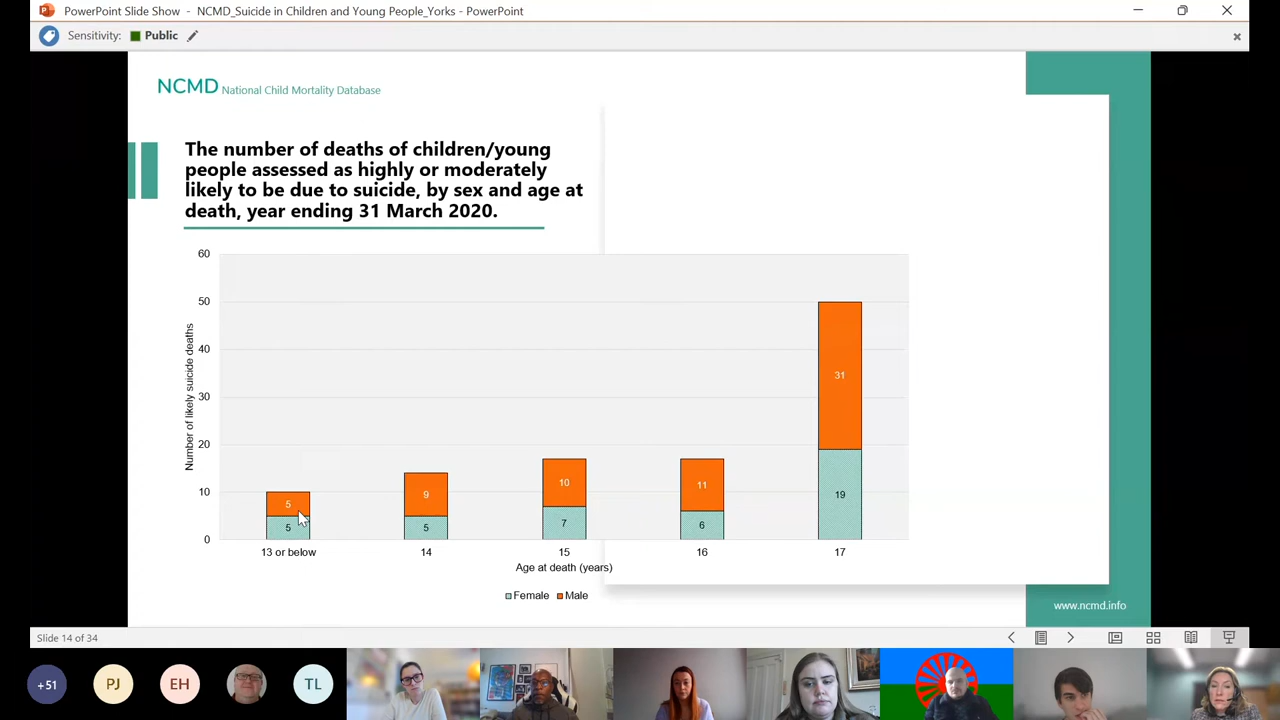 PowerPoint Slide Show - NCMD_Suicide in Children and Young People_Yorks - PowerPoint
Sensitivity: Public
NCMD National Child Mortality Database
The number of deaths of children/young
people assessed as highly or moderately
likely to be due to suicide, by sex and age at
death, year ending 31 March 2020.
60
50
40
30
20
10
0
Number of likely suicide deaths
5
5
9
5
10
7
11
6
31
19
13 or below
14
15
16
17
Age at death (years)
Female Male
www.ncmd.info
Slide 14 of 34
+51
PJ
EH
TL